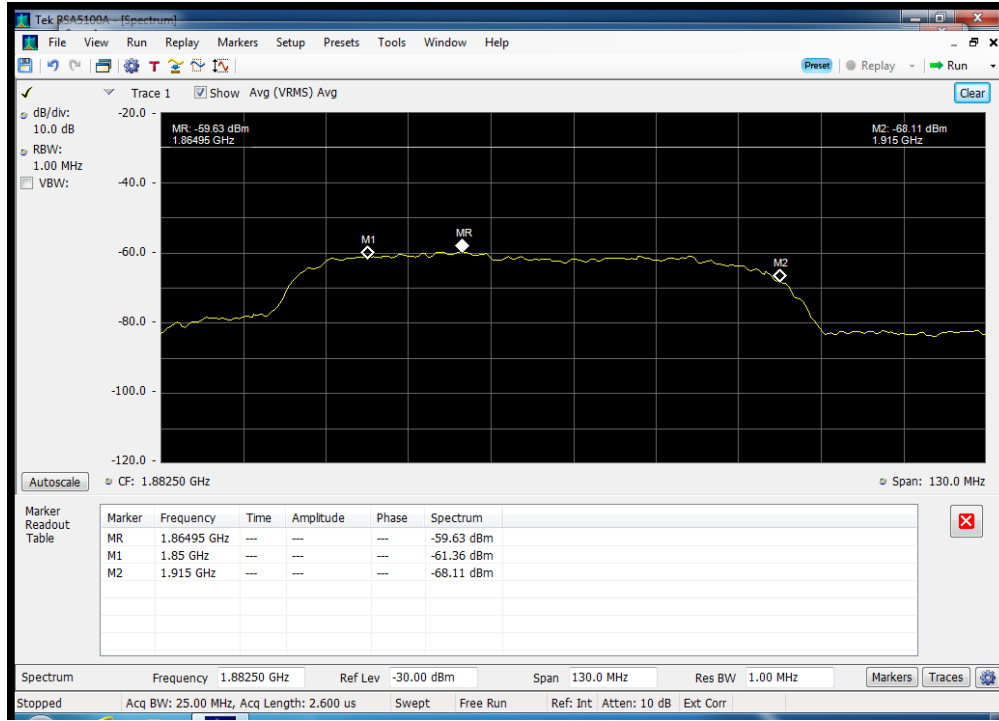 Tek RSA5100A - [Spectrum]
File View Run Replay Markers Setup Presets Tools Window Help
Preset Replay Run
Trace 1 Show Avg (VRMS) Avg Clear
dB/div:
10.0 dB
RBW:
1.00 MHz
VBW:
-20.0
-40.0
-60.0
-80.0
-100.0
-120.0
MR: -59.63 dBm
1.86495 GHz
M2: -68.11 dBm
1.915 GHz
M1
MR
M2
Autoscale CF: 1.88250 GHz Span: 130.0 MHz
Marker
Readout
Table
Marker Frequency Time Amplitude Phase Spectrum
MR 1.86495 GHz --- --- --- -59.63 dBm
M1 1.85 GHz --- --- --- -61.36 dBm
M2 1.915 GHz --- --- --- -68.11 dBm
Spectrum Frequency 1.88250 GHz Ref Lev -30.00 dBm Span 130.0 MHz Res BW 1.00 MHz Markers Traces
Stopped Acq BW: 25.00 MHz, Acq Length: 2.600 us Swept Free Run Ref: Int Atten: 10 dB Ext Corr